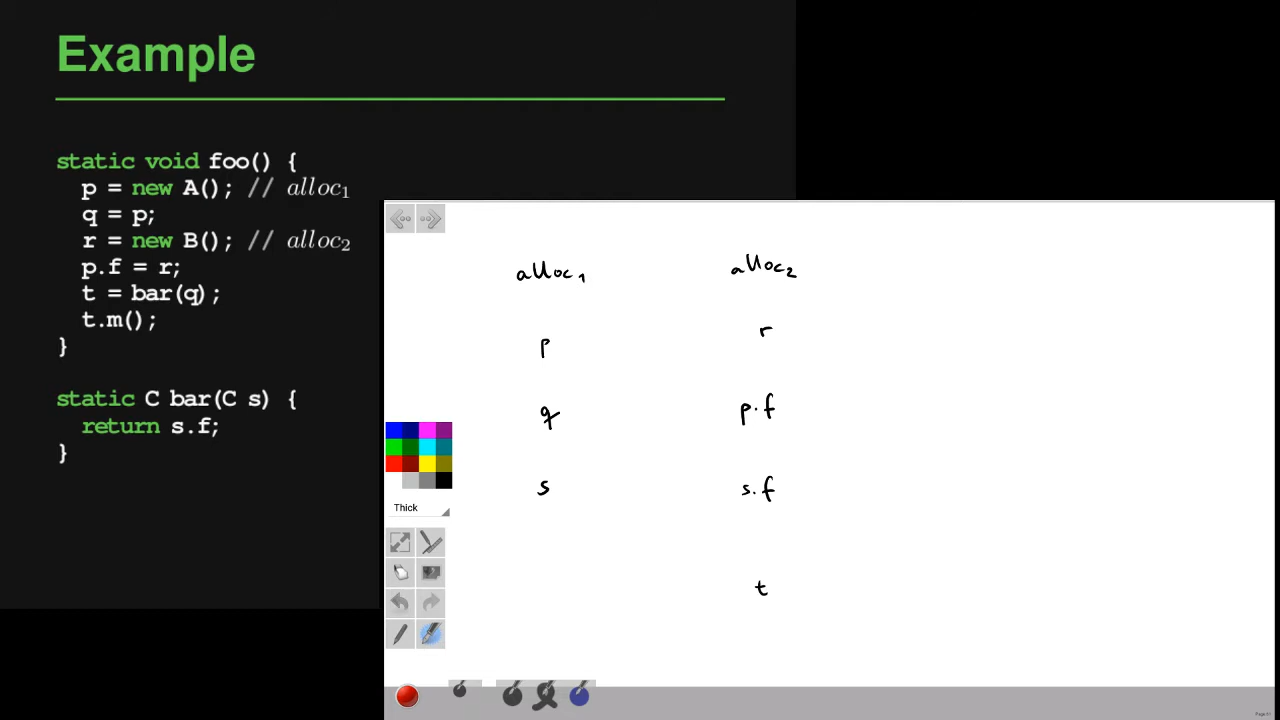 Example
static void foo() {
p = new A(); // alloc₁
q = p;
r = new B(); // alloc₂
p.f = r;
t = bar(q);
t.m();
}
static C bar(C s) {
return s.f;
}
alloc₁ alloc₂
p r
q p.f
s s.f
t
Thick